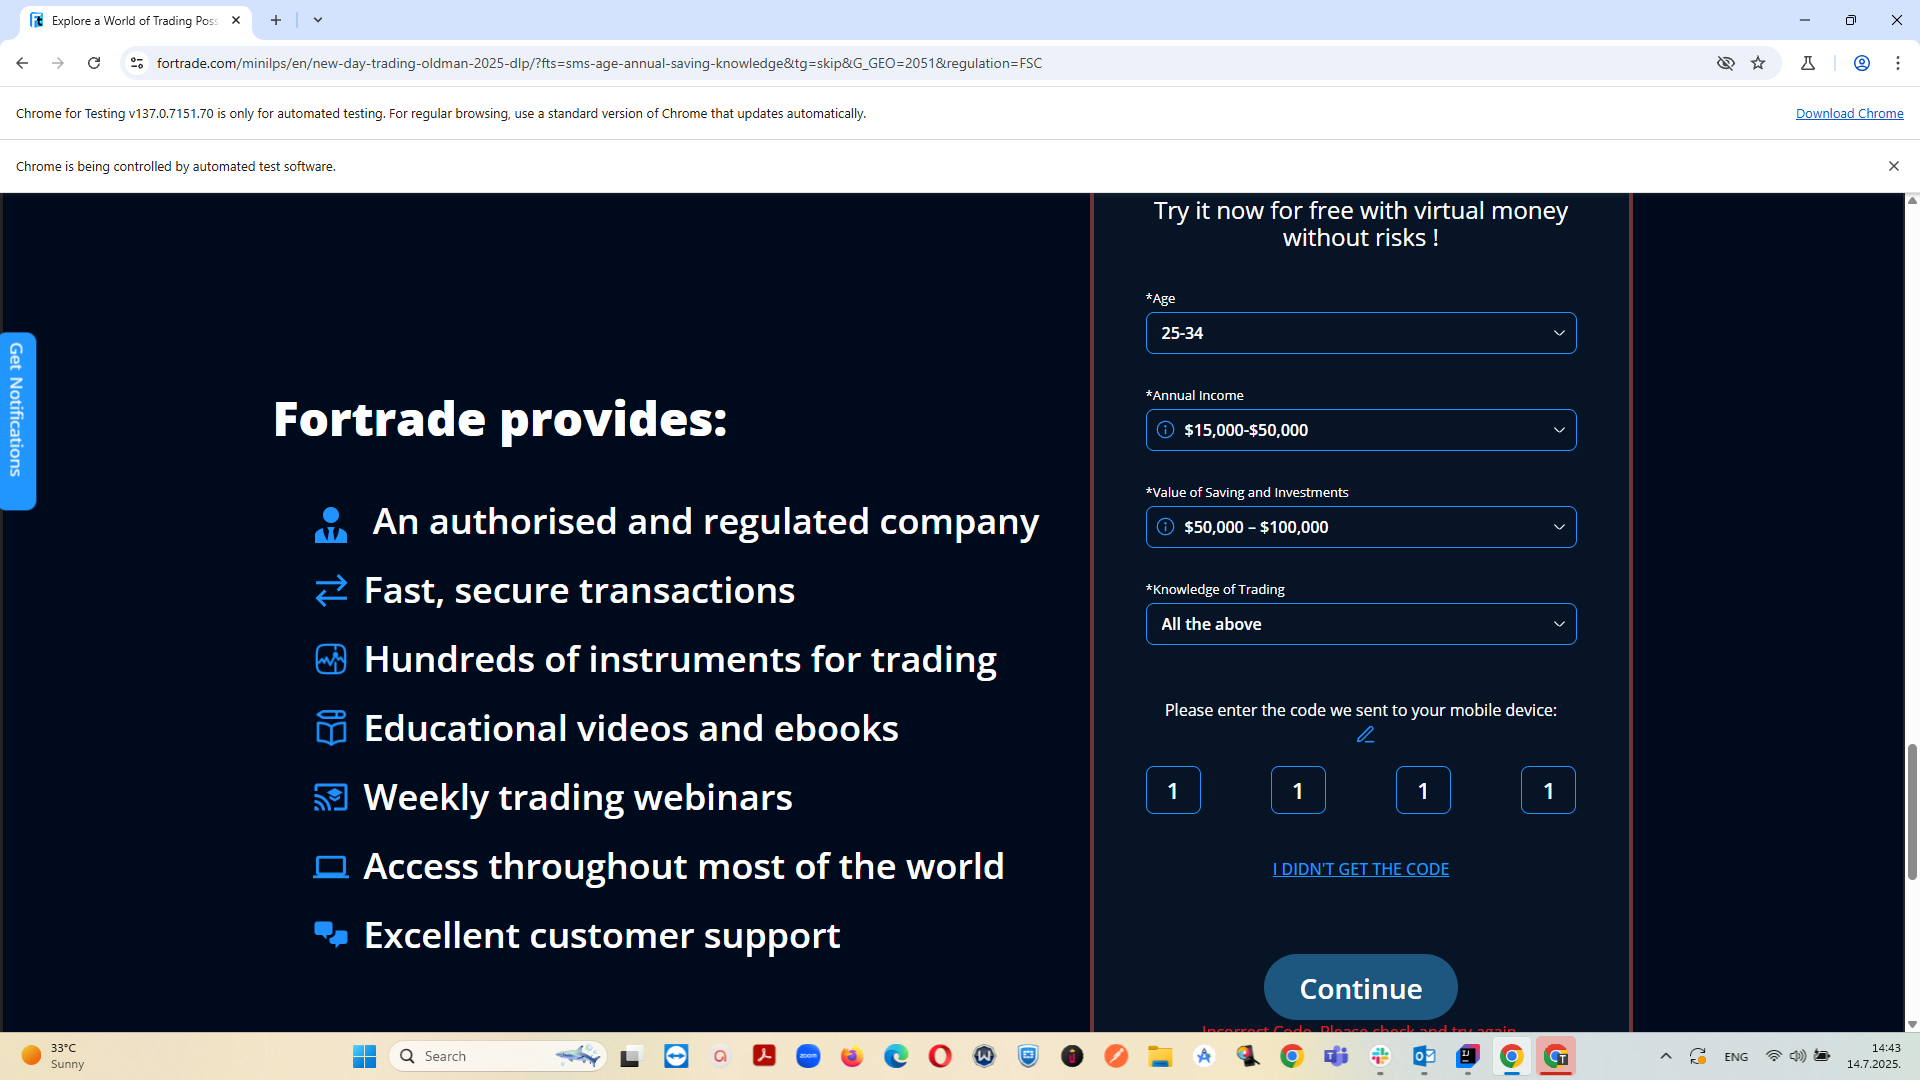 Explore a World of Trading Poss
fortrade.com/minilps/en/new-day-trading-oldman-2025-dlp/?fts=sms-age-annual-saving-knowledge&tg=skip&G_GEO=2051&regulation=FSC
Chrome for Testing v137.0.7151.70 is only for automated testing. For regular browsing, use a standard version of Chrome that updates automatically.
Download Chrome
Chrome is being controlled by automated test software.
Get Notifications
Fortrade provides:
An authorised and regulated company
Fast, secure transactions
Hundreds of instruments for trading
Educational videos and ebooks
Weekly trading webinars
Access throughout most of the world
Excellent customer support
Try it now for free with virtual money
without risks !
*Age
25-34
*Annual Income
$15,000-$50,000
*Value of Saving and Investments
$50,000 – $100,000
*Knowledge of Trading
All the above
Please enter the code we sent to your mobile device:
1 1 1 1
I DIDN'T GET THE CODE
Continue
Incorrect Code. Please check and try again
33°C
Sunny
Search
zoom
ENG
14:43
14.7.2025.